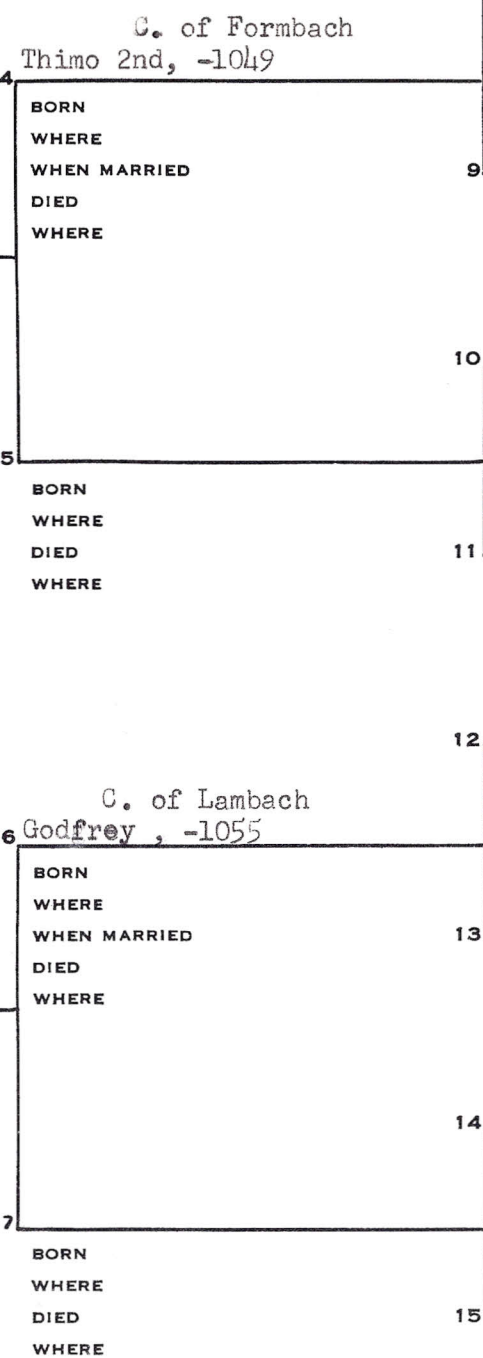 C. of Formbach
Thimo 2nd, -1049
4
BORN
WHERE
WHEN MARRIED
9
DIED
WHERE
10
5
BORN
WHERE
DIED
11
WHERE
12
C. of Lambach
6 Godfrey , -1055
BORN
WHERE
WHEN MARRIED
13
DIED
WHERE
14
7
BORN
WHERE
DIED
15
WHERE